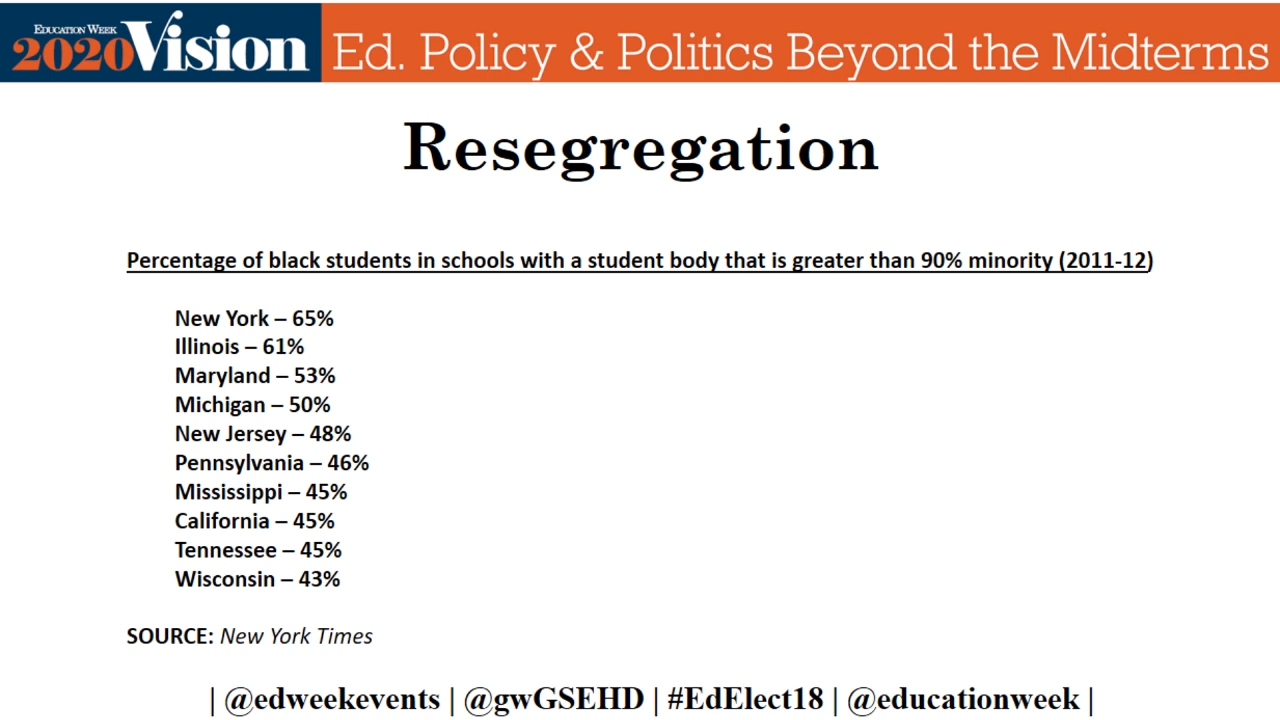 EDUCATION WEEK
2020Vision
Ed. Policy & Politics Beyond the Midterms
Resegregation
Percentage of black students in schools with a student body that is greater than 90% minority (2011-12)
New York – 65%
Illinois – 61%
Maryland – 53%
Michigan – 50%
New Jersey – 48%
Pennsylvania – 46%
Mississippi – 45%
California – 45%
Tennessee – 45%
Wisconsin – 43%
SOURCE: New York Times
| @edweekevents | @gwGSEHD | #EdElect18 | @educationweek |